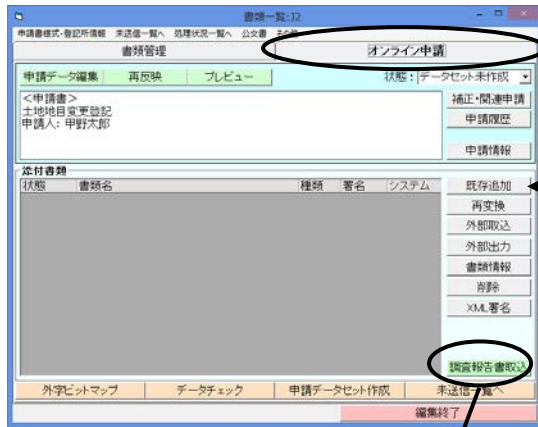 書類一覧:J2
申請書様式・登記所情報 未送信一覧へ 処理状況一覧へ 公文書 その他
書類管理 オンライン申請
申請データ編集 再反映 プレビュー 状態: データセット未作成
<申請書>
土地地目変更登記
申請人: 甲野太郎
補正・関連申請
申請履歴
申請情報
添付書類
状態 書類名 種類 署名 システム
既存追加
再変換
外部取込
外部出力
書類情報
削除
XML署名
調査報告書取込
外字ビットマップ データチェック 申請データセット作成 未送信一覧へ
編集終了